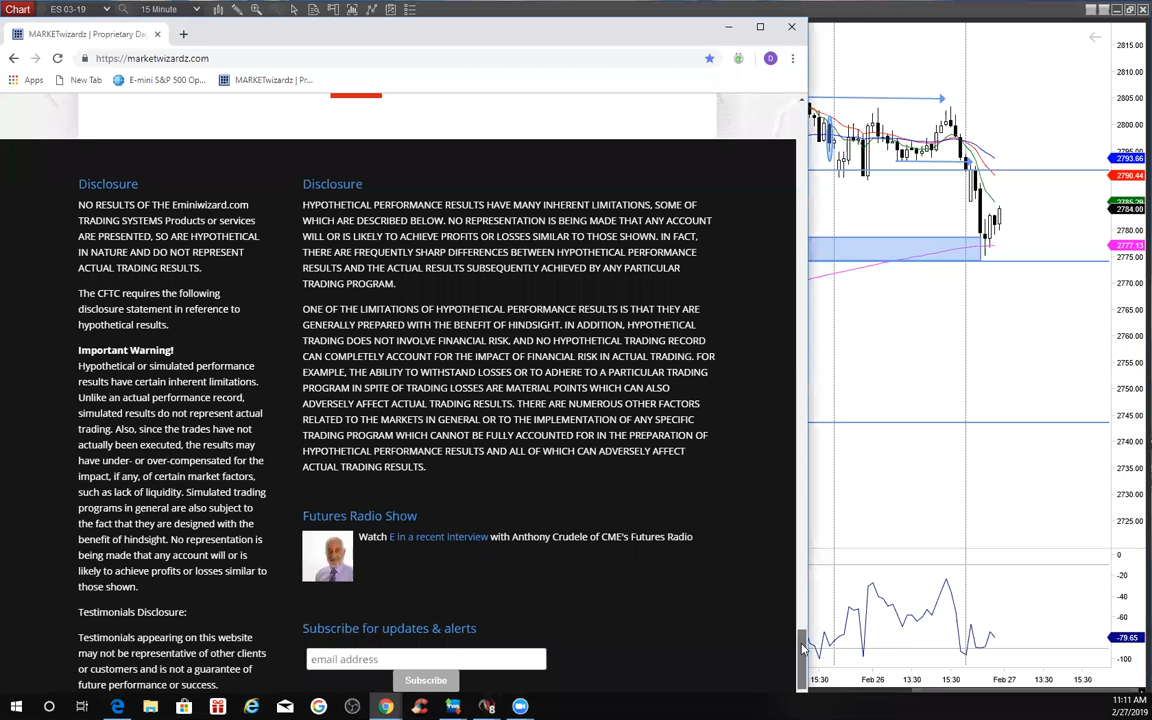 Chart
ES 03-19
15 Minute
MARKETwizardz | Proprietary Da
https://marketwizardz.com
D
Apps
New Tab
E-mini S&P 500 Op...
MARKETwizardz | Pr...
Disclosure
NO RESULTS OF THE Eminiwizard.com
TRADING SYSTEMS Products or services
ARE PRESENTED, SO ARE HYPOTHETICAL
IN NATURE AND DO NOT REPRESENT
ACTUAL TRADING RESULTS.
The CFTC requires the following
disclosure statement in reference to
hypothetical results.
Important Warning!
Hypothetical or simulated performance
results have certain inherent limitations.
Unlike an actual performance record,
simulated results do not represent actual
trading. Also, since the trades have not
actually been executed, the results may
have under- or over-compensated for the
impact, if any, of certain market factors,
such as lack of liquidity. Simulated trading
programs in general are also subject to
the fact that they are designed with the
benefit of hindsight. No representation is
being made that any account will or is
likely to achieve profits or losses similar to
those shown.
Testimonials Disclosure:
Testimonials appearing on this website
may not be representative of other clients
or customers and is not a guarantee of
future performance or success.
Disclosure
HYPOTHETICAL PERFORMANCE RESULTS HAVE MANY INHERENT LIMITATIONS, SOME OF
WHICH ARE DESCRIBED BELOW. NO REPRESENTATION IS BEING MADE THAT ANY ACCOUNT
WILL OR IS LIKELY TO ACHIEVE PROFITS OR LOSSES SIMILAR TO THOSE SHOWN. IN FACT,
THERE ARE FREQUENTLY SHARP DIFFERENCES BETWEEN HYPOTHETICAL PERFORMANCE
RESULTS AND THE ACTUAL RESULTS SUBSEQUENTLY ACHIEVED BY ANY PARTICULAR
TRADING PROGRAM.
ONE OF THE LIMITATIONS OF HYPOTHETICAL PERFORMANCE RESULTS IS THAT THEY ARE
GENERALLY PREPARED WITH THE BENEFIT OF HINDSIGHT. IN ADDITION, HYPOTHETICAL
TRADING DOES NOT INVOLVE FINANCIAL RISK, AND NO HYPOTHETICAL TRADING RECORD
CAN COMPLETELY ACCOUNT FOR THE IMPACT OF FINANCIAL RISK IN ACTUAL TRADING. FOR
EXAMPLE, THE ABILITY TO WITHSTAND LOSSES OR TO ADHERE TO A PARTICULAR TRADING
PROGRAM IN SPITE OF TRADING LOSSES ARE MATERIAL POINTS WHICH CAN ALSO
ADVERSELY AFFECT ACTUAL TRADING RESULTS. THERE ARE NUMEROUS OTHER FACTORS
RELATED TO THE MARKETS IN GENERAL OR TO THE IMPLEMENTATION OF ANY SPECIFIC
TRADING PROGRAM WHICH CANNOT BE FULLY ACCOUNTED FOR IN THE PREPARATION OF
HYPOTHETICAL PERFORMANCE RESULTS AND ALL OF WHICH CAN ADVERSELY AFFECT
ACTUAL TRADING RESULTS.
Futures Radio Show
Watch E in a recent interview with Anthony Crudele of CME's Futures Radio
Subscribe for updates & alerts
email address
Subscribe
2815.00
2810.00
2805.00
2800.00
2793.66
2790.44
2784.00
2780.00
2777.13
2775.00
2770.00
2765.00
2760.00
2755.00
2750.00
2745.00
2740.00
2735.00
2730.00
2725.00
0
-20
-40
-60
-79.65
-100
15:30
Feb 26
13:30
15:30
Feb 27
13:30
15:30
11:11 AM
2/27/2019